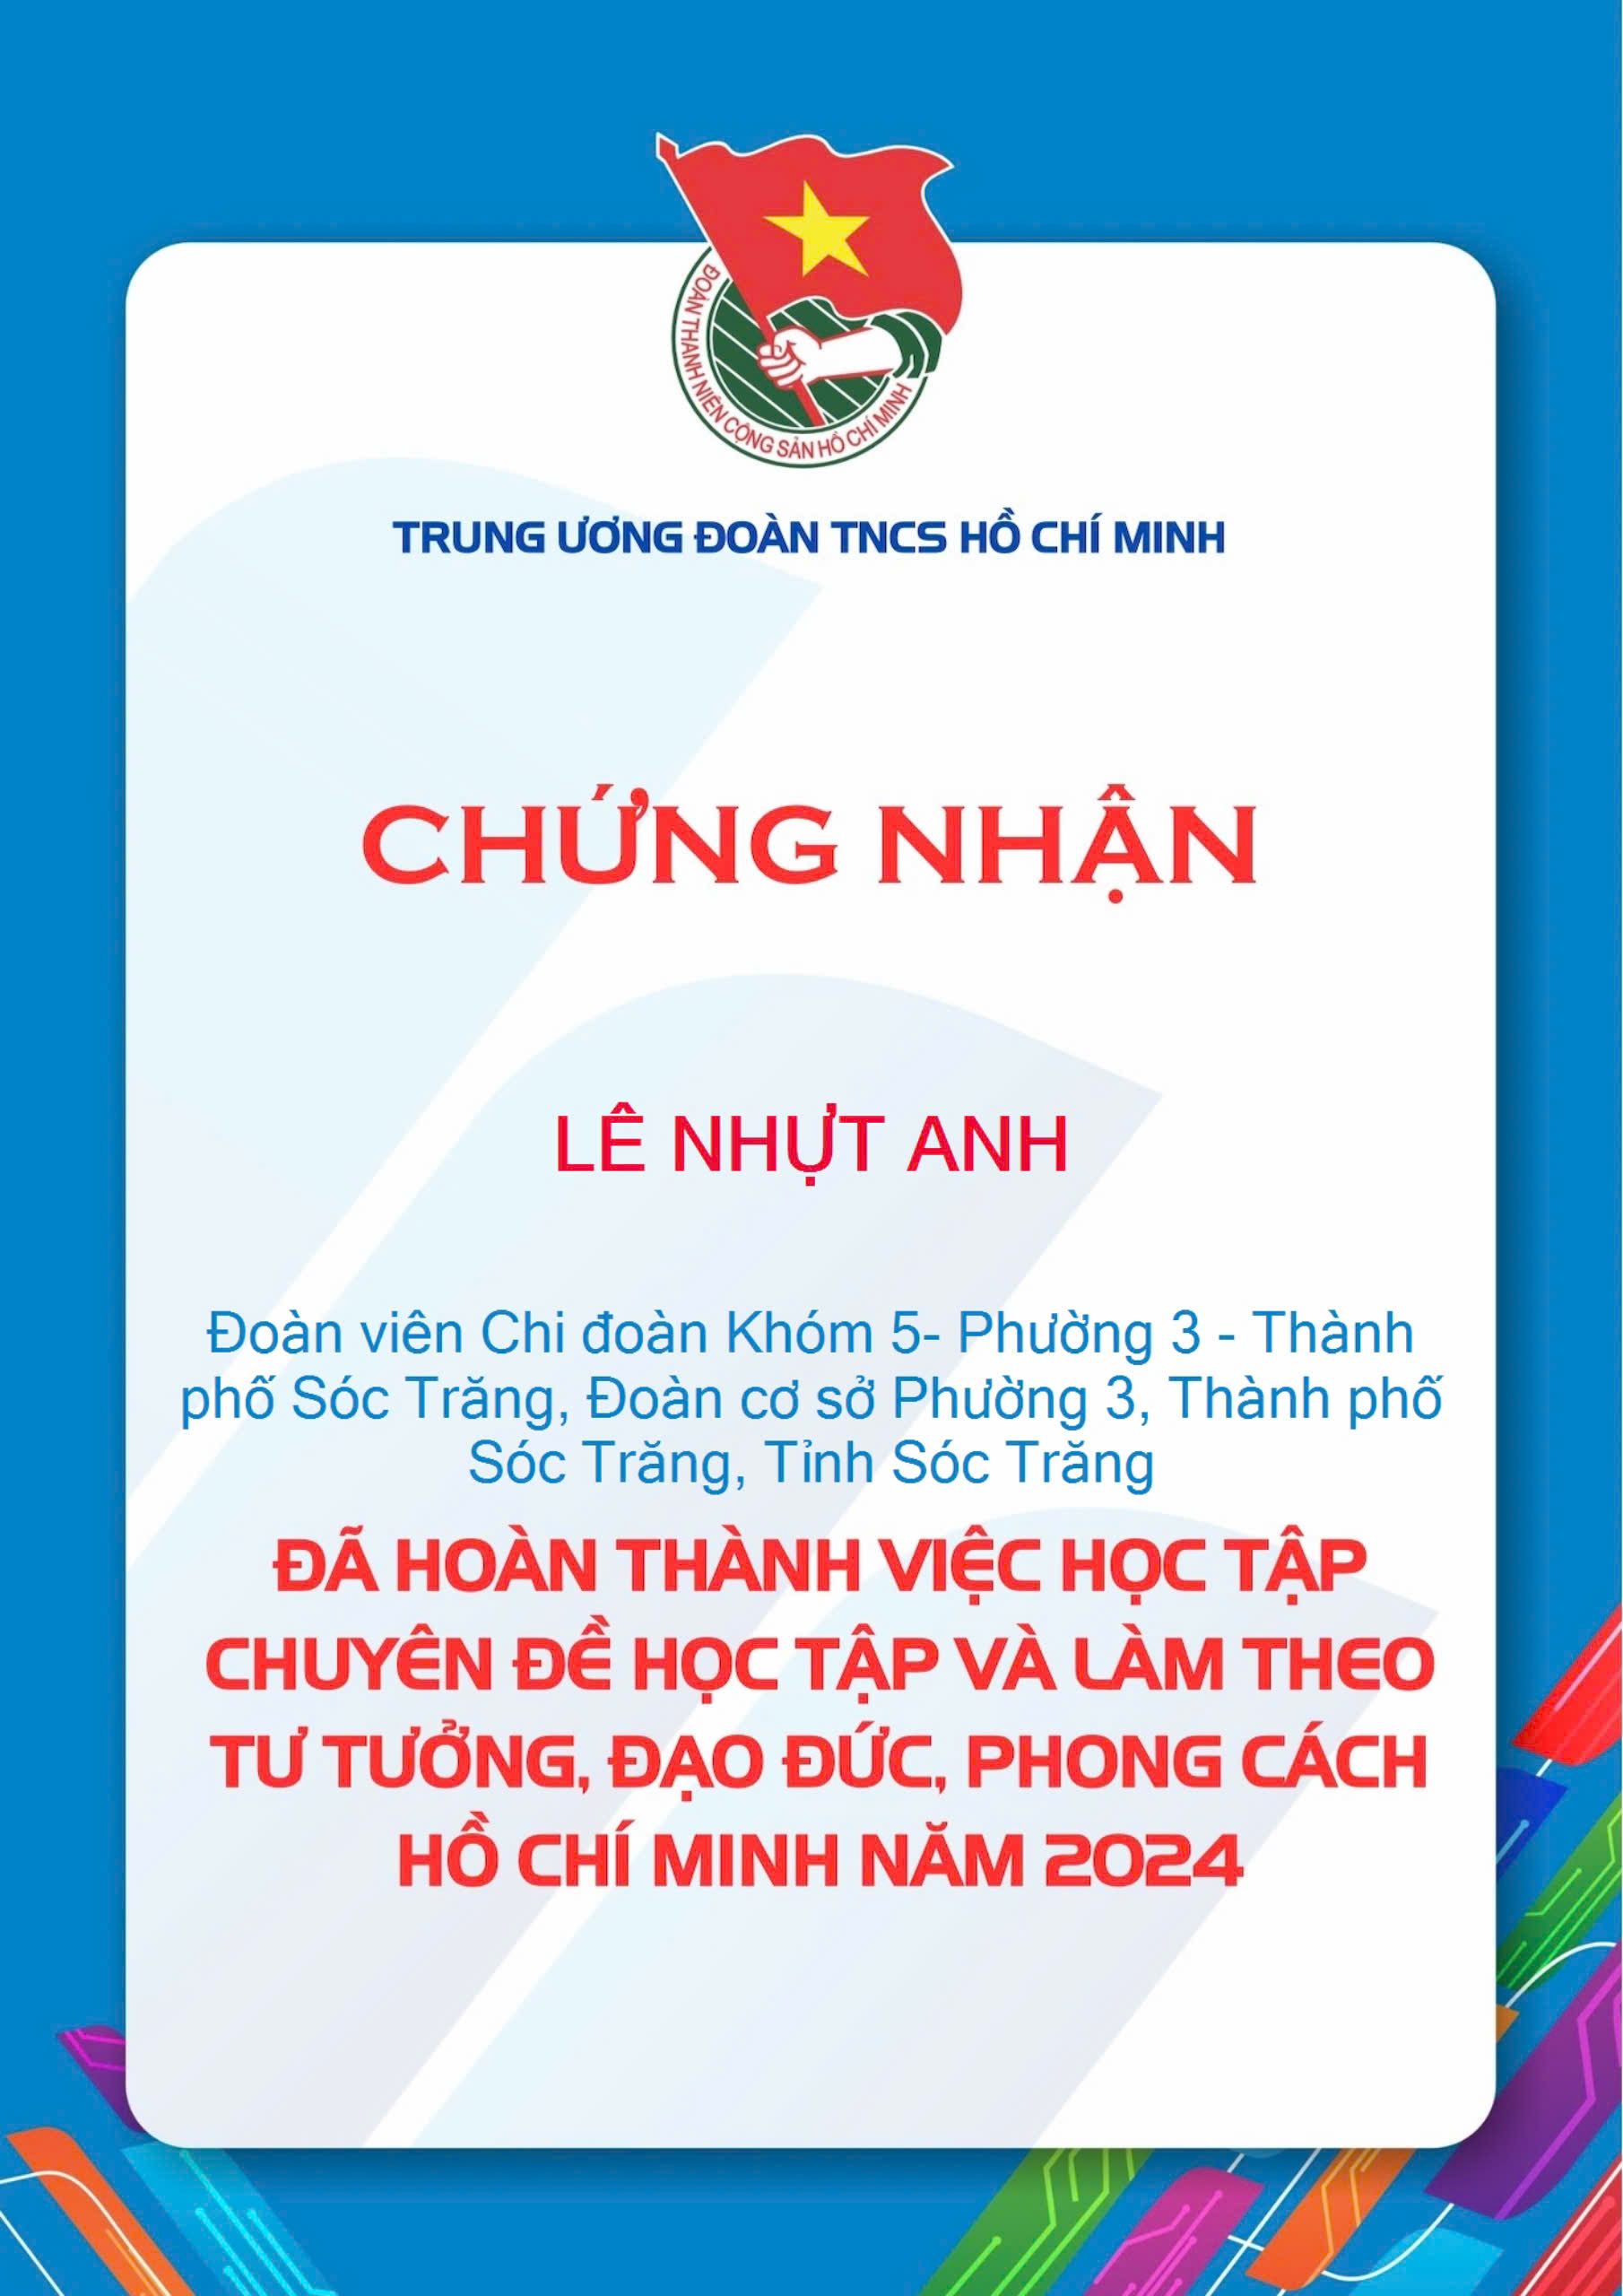 ĐOÀN THANH NIÊN CỘNG SẢN HỒ CHÍ MINH
TRUNG ƯƠNG ĐOÀN TNCS HỒ CHÍ MINH
CHỨNG NHẬN
LÊ NHỰT ANH
Đoàn viên Chi đoàn Khóm 5- Phường 3 - Thành
phố Sóc Trăng, Đoàn cơ sở Phường 3, Thành phố
Sóc Trăng, Tỉnh Sóc Trăng
ĐÃ HOÀN THÀNH VIỆC HỌC TẬP
CHUYÊN ĐỀ HỌC TẬP VÀ LÀM THEO
TƯ TƯỞNG, ĐẠO ĐỨC, PHONG CÁCH
HỒ CHÍ MINH NĂM 2024